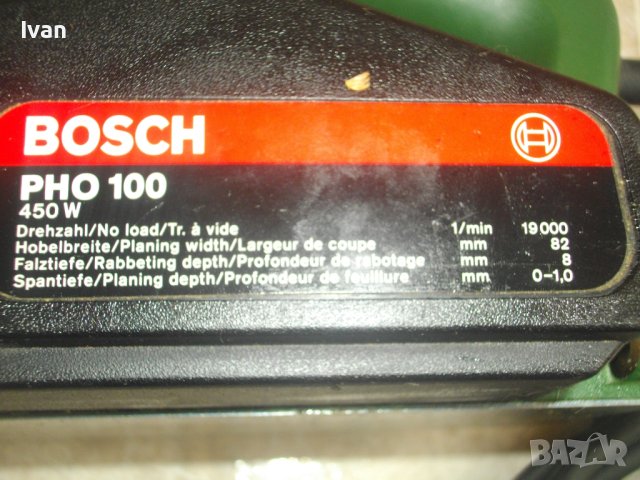 Ivan
BOSCH
PHO 100
450 W
Drehzahl/No load/Tr. à vide 1/min 19 000
Hobelbreite/Planing width/Largeur de coupe mm 82
Falztiefe/Rabbeting depth/Profondeur de rabotage mm 8
Spantiefe/Planing depth/Profondeur de feuillure mm 0-1,0
BAZAR